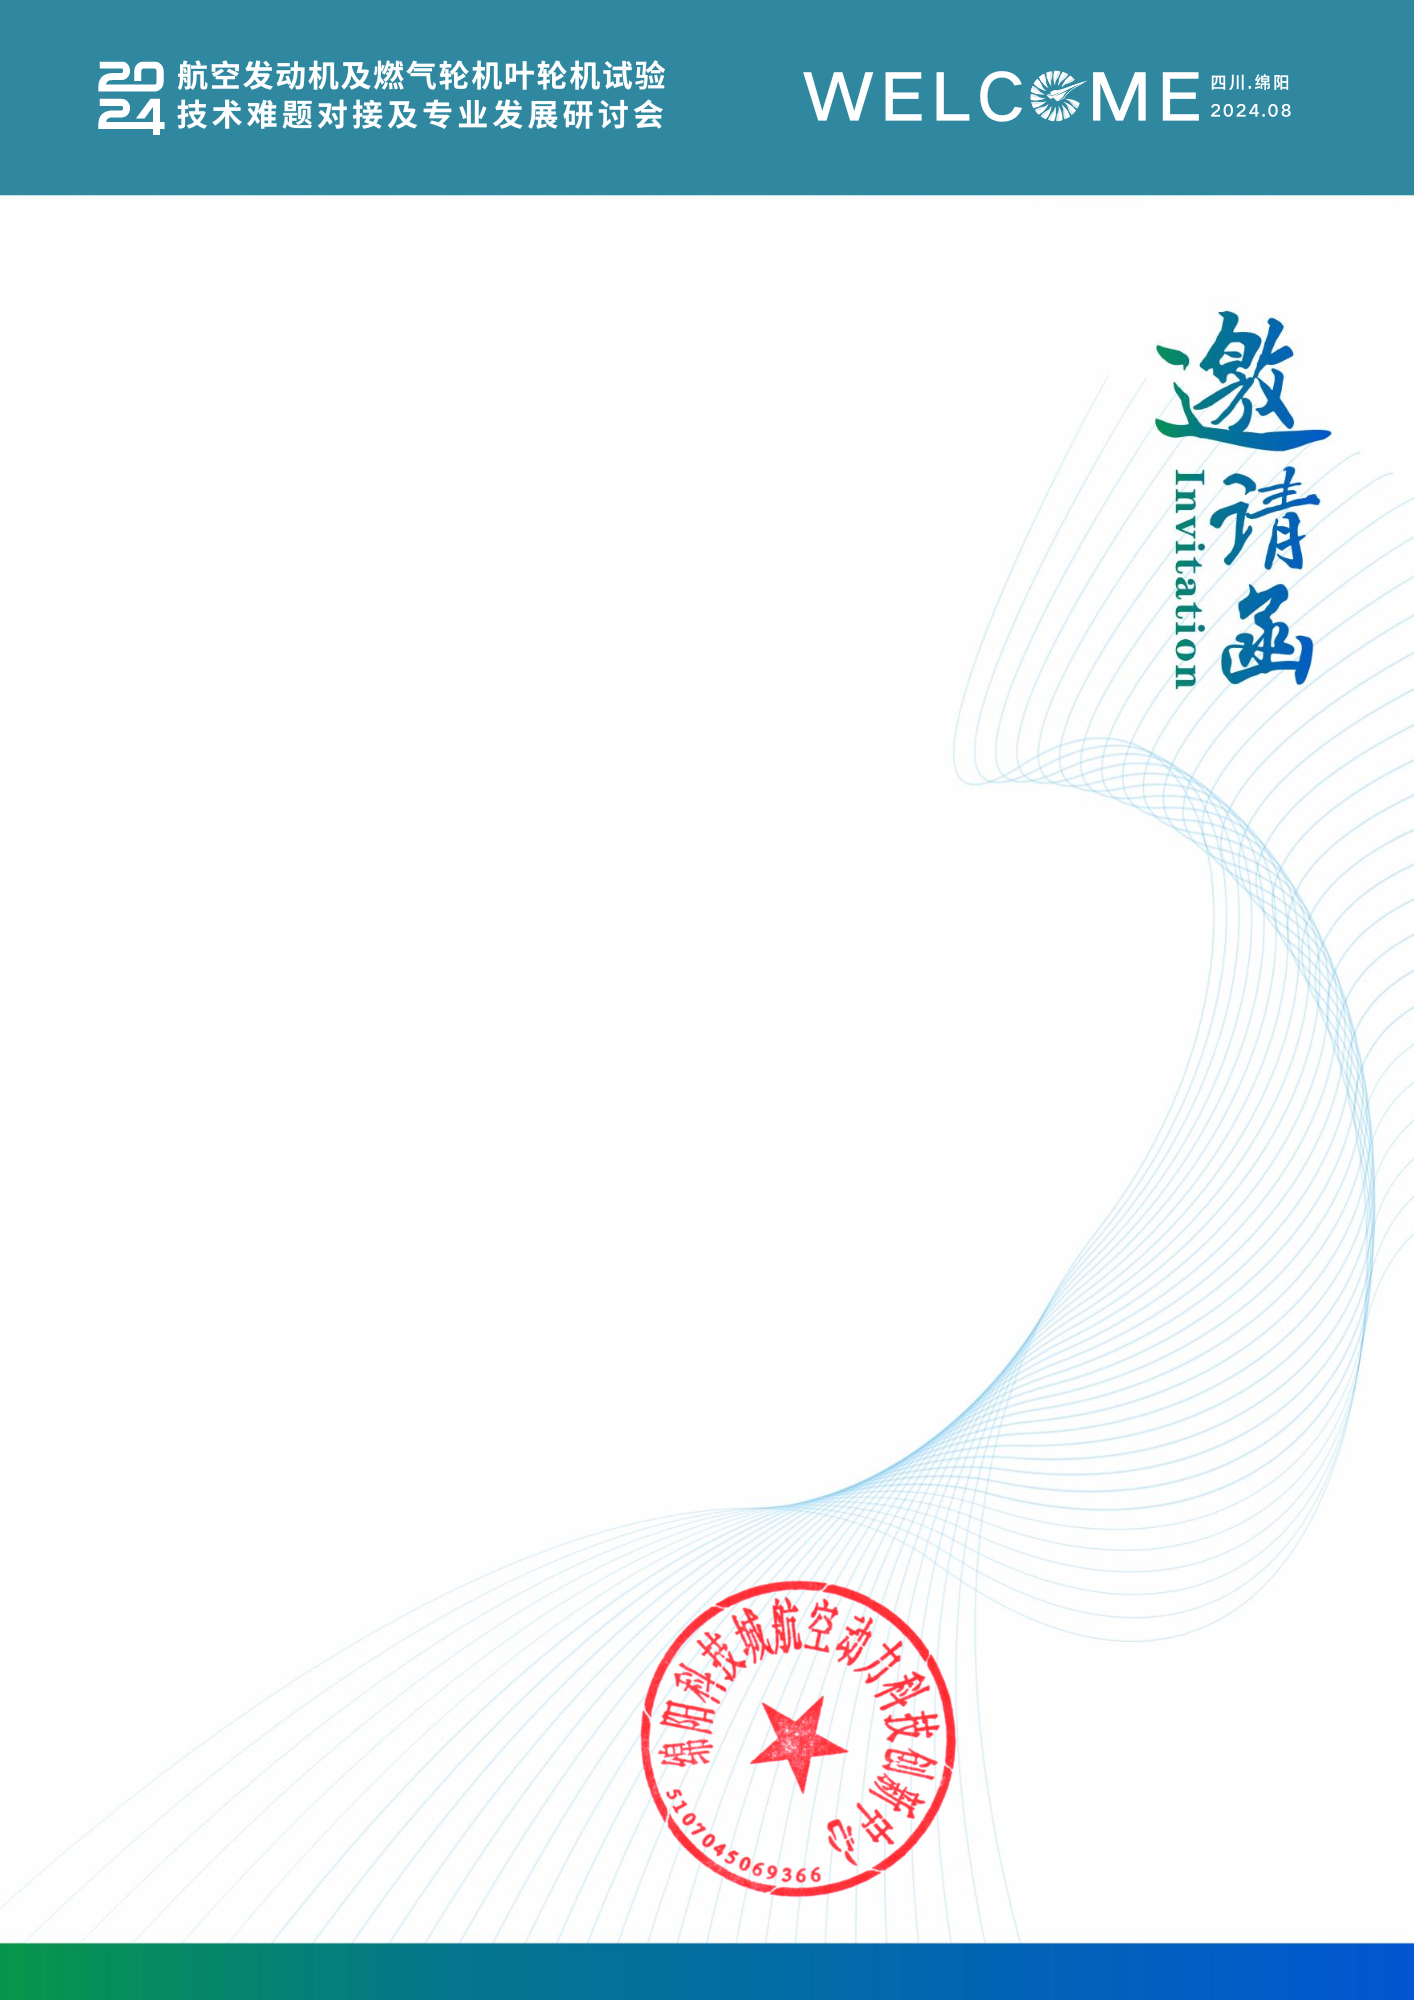 2024
航空发动机及燃气轮机叶轮机试验
技术难题对接及专业发展研讨会
WELCOME
四川.绵阳
2024.08
邀请函
Invitation
绵阳科技城航空动力科技创新中心
5107045069366